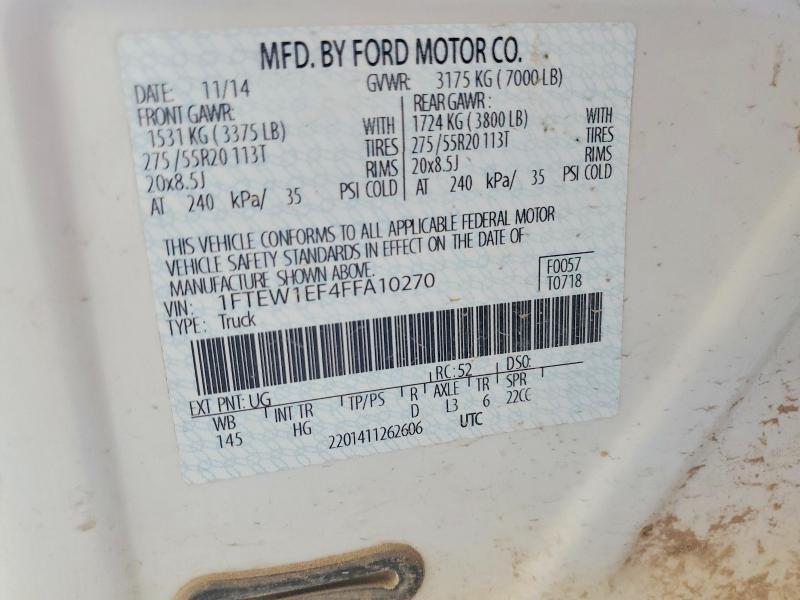 MFD. BY FORD MOTOR CO.
DATE: 11/14 GVWR: 3175 KG ( 7000 LB)
FRONT GAWR: REAR GAWR :
1531 KG ( 3375 LB) WITH 1724 KG ( 3800 LB) WITH
275 /55R20 113T TIRES 275 /55R20 113T TIRES
20x8.5J RIMS 20x8.5J RIMS
AT 240 kPa/ 35 PSI COLD AT 240 kPa/ 35 PSI COLD
THIS VEHICLE CONFORMS TO ALL APPLICABLE FEDERAL MOTOR
VEHICLE SAFETY STANDARDS IN EFFECT ON THE DATE OF
MANUFACTURE SHOWN ABOVE.
VIN: 1FTEW1EF4FFA10270 F0057
TYPE: Truck T0718
EXT PNT: UG RC: 52 DSO:
WB INT TR TP/PS R AXLE TR SPR
145 HG D L3 6 22CC
2201411262606 UTC